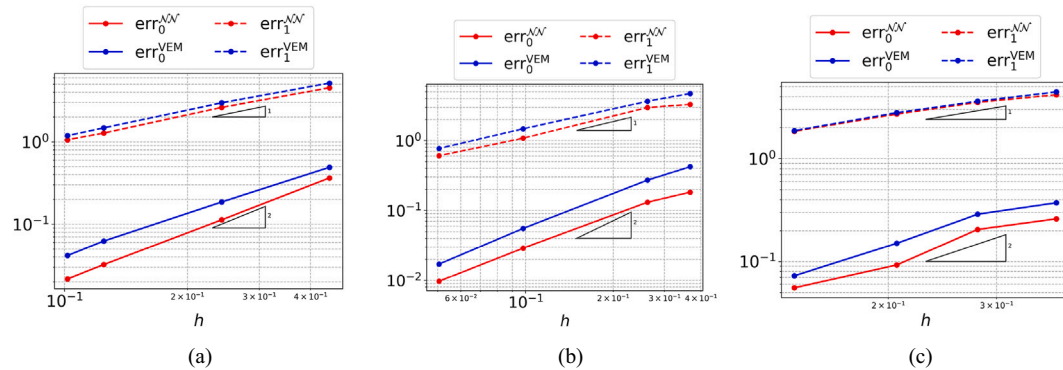 err₀^𝒩𝒩 err₁^𝒩𝒩
err₀^VEM err₁^VEM
10⁰
10⁻¹
1
2
10⁻¹ 2×10⁻¹ 3×10⁻¹ 4×10⁻¹
h
(a)
err₀^𝒩𝒩 err₁^𝒩𝒩
err₀^VEM err₁^VEM
10⁰
10⁻¹
10⁻²
1
2
6×10⁻² 10⁻¹ 2×10⁻¹ 3×10⁻¹ 4×10⁻¹
h
(b)
err₀^𝒩𝒩 err₁^𝒩𝒩
err₀^VEM err₁^VEM
10⁰
10⁻¹
1
2
2×10⁻¹ 3×10⁻¹
h
(c)